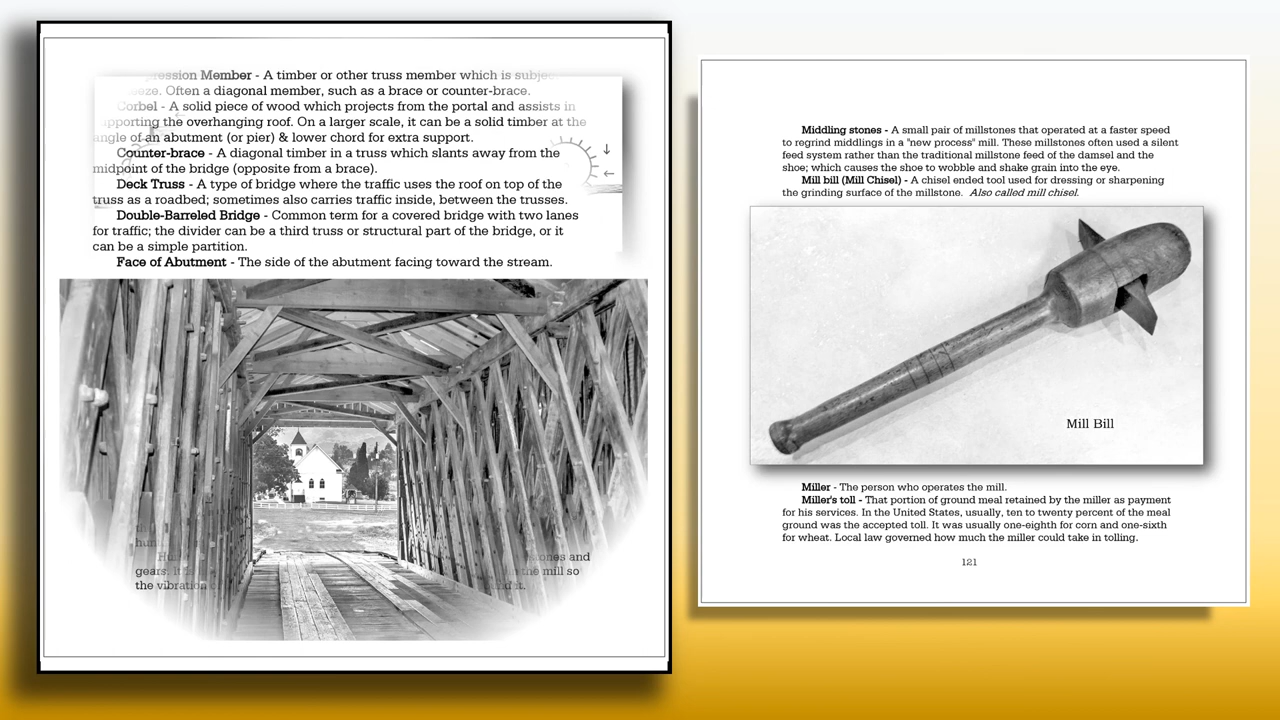 pression Member - A timber or other truss member which is subjec
eeze. Often a diagonal member, such as a brace or counter-brace.
Corbel - A solid piece of wood which projects from the portal and assists in
upporting the overhanging roof. On a larger scale, it can be a solid timber at the
angle of an abutment (or pier) & lower chord for extra support.
Counter-brace - A diagonal timber in a truss which slants away from the
midpoint of the bridge (opposite from a brace).
Deck Truss - A type of bridge where the traffic uses the roof on top of the
truss as a roadbed; sometimes also carries traffic inside, between the trusses.
Double-Barreled Bridge - Common term for a covered bridge with two lanes
for traffic; the divider can be a third truss or structural part of the bridge, or it
can be a simple partition.
Face of Abutment - The side of the abutment facing toward the stream.
stones and
gears. It the mill so
the vibration it.
Middling stones - A small pair of millstones that operated at a faster speed
to regrind middlings in a "new process" mill. These millstones often used a silent
feed system rather than the traditional millstone feed of the damsel and the
shoe; which causes the shoe to wobble and shake grain into the eye.
Mill bill (Mill Chisel) - A chisel ended tool used for dressing or sharpening
the grinding surface of the millstone. Also called mill chisel.
Mill Bill
Miller - The person who operates the mill.
Miller's toll - That portion of ground meal retained by the miller as payment
for his services. In the United States, usually, ten to twenty percent of the meal
ground was the accepted toll. It was usually one-eighth for corn and one-sixth
for wheat. Local law governed how much the miller could take in tolling.
121